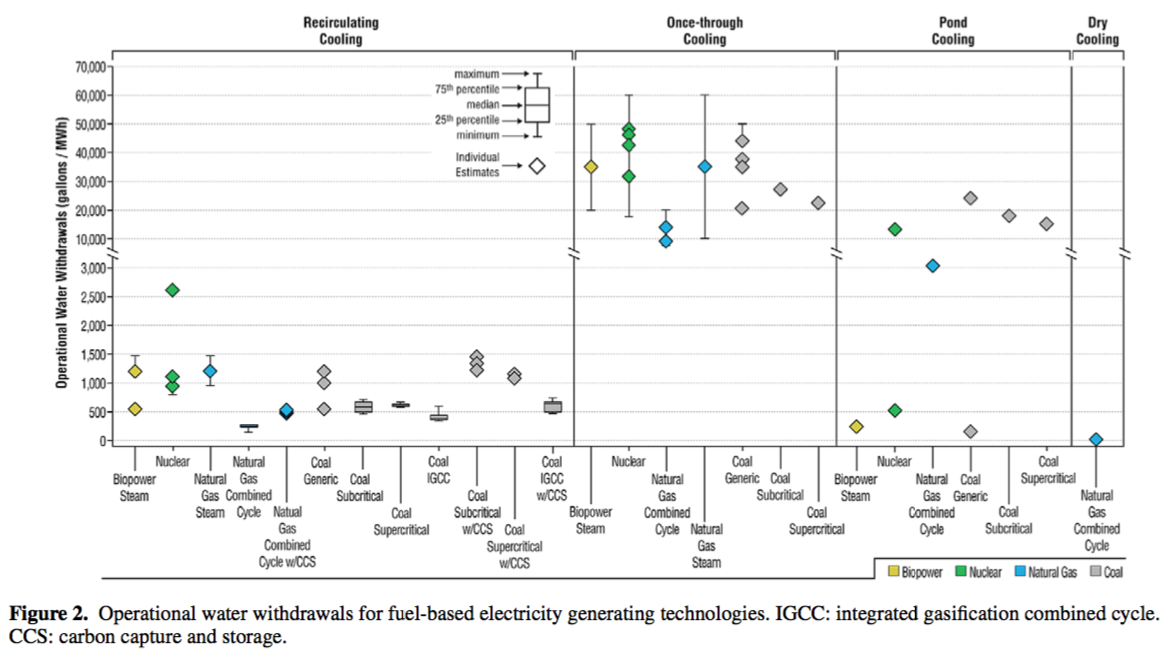 Recirculating
Cooling
Once-through
Cooling
Pond
Cooling
Dry
Cooling
Operational Water Withdrawals (gallons / MWh)
70,000
60,000
50,000
40,000
30,000
20,000
10,000
3,000
2,500
2,000
1,500
1,000
500
0
maximum
75th percentile
median
25th percentile
minimum
Individual
Estimates
Biopower
Steam
Nuclear
Natural
Gas
Steam
Natural
Gas
Combined
Cycle
Natual
Gas
Combined
Cycle w/CCS
Coal
Generic
Coal
Subcritical
Coal
Supercritical
Coal
IGCC
Coal
Subcritical
w/CCS
Coal
Supercritical
w/CCS
Coal
IGCC
w/CCS
Biopower
Steam
Nuclear
Natural
Gas
Combined
Cycle
Natural
Gas
Steam
Coal
Generic
Coal
Subcritical
Coal
Supercritical
Biopower
Steam
Nuclear
Natural
Gas
Combined
Cycle
Coal
Generic
Coal
Subcritical
Coal
Supercritical
Natural
Gas
Combined
Cycle
Biopower
Nuclear
Natural Gas
Coal
Figure 2. Operational water withdrawals for fuel-based electricity generating technologies. IGCC: integrated gasification combined cycle.
CCS: carbon capture and storage.